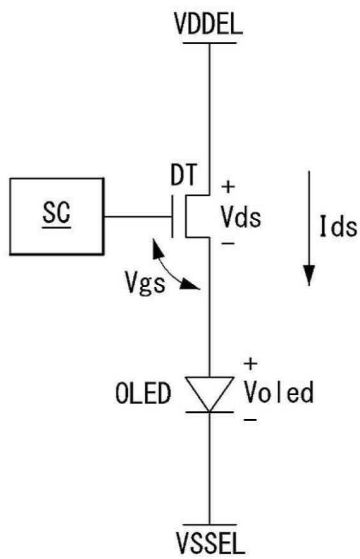 VDDEL
DT
+
SC
Vds
Ids
−
Vgs
+
OLED
Voled
−
VSSEL